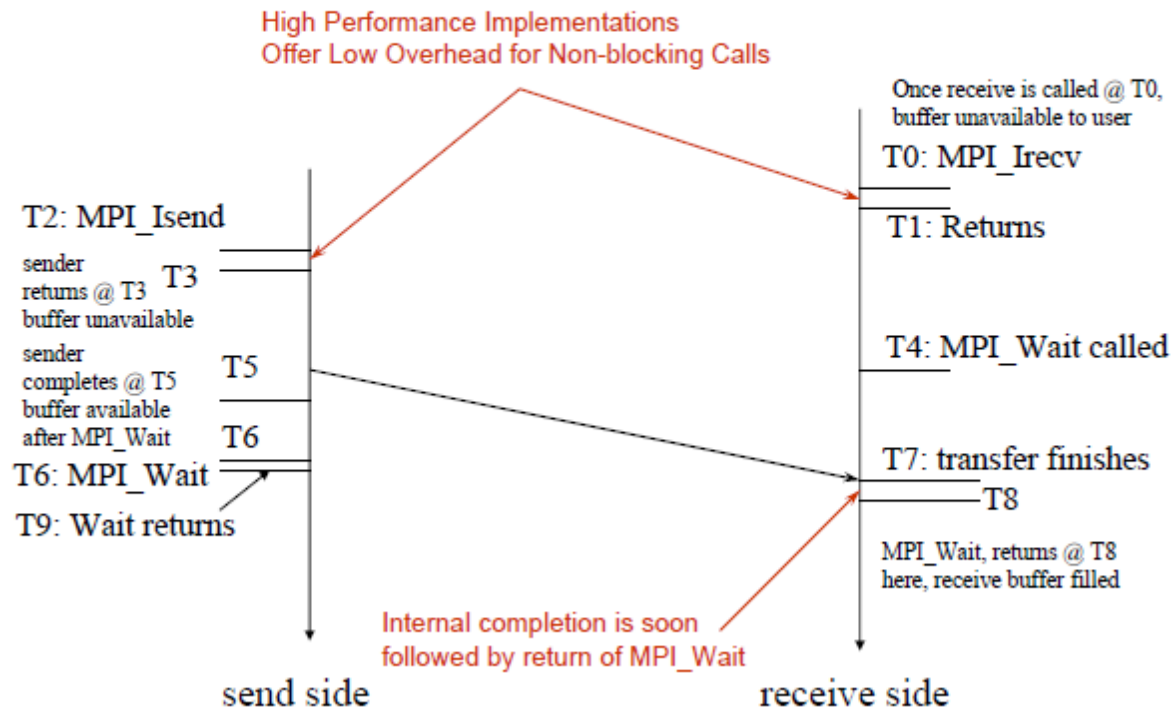 High Performance Implementations
Offer Low Overhead for Non-blocking Calls
Once receive is called @ T0,
buffer unavailable to user
T0: MPI_Irecv
T1: Returns
T2: MPI_Isend
sender
returns @ T3
buffer unavailable
T3
T4: MPI_Wait called
sender
completes @ T5
buffer available
after MPI_Wait
T5
T6
T6: MPI_Wait
T9: Wait returns
T7: transfer finishes
T8
MPI_Wait, returns @ T8
here, receive buffer filled
Internal completion is soon
followed by return of MPI_Wait
send side
receive side